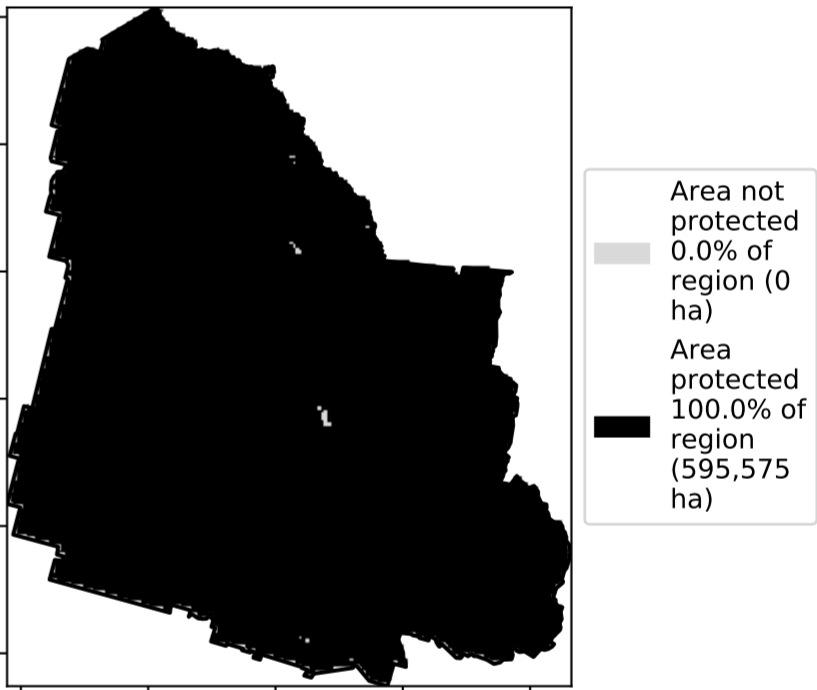 Area not
protected
0.0% of
region (0
ha)
Area
protected
100.0% of
region
(595,575
ha)